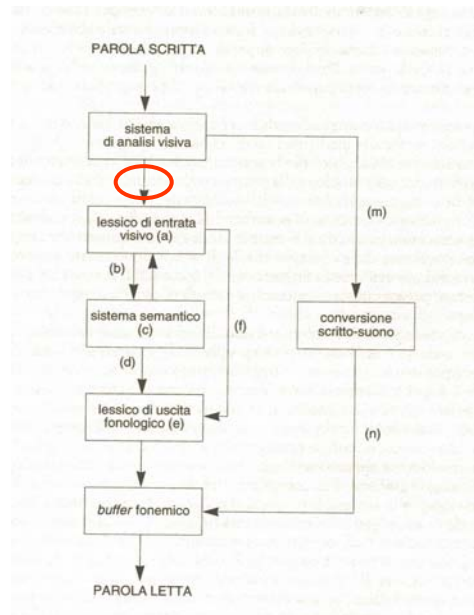 PAROLA SCRITTA
sistema
di analisi visiva
(m)
lessico di entrata
visivo (a)
(b)
(f)
sistema semantico
(c)
conversione
scritto-suono
(d)
lessico di uscita
fonologico (e)
(n)
buffer fonemico
PAROLA LETTA